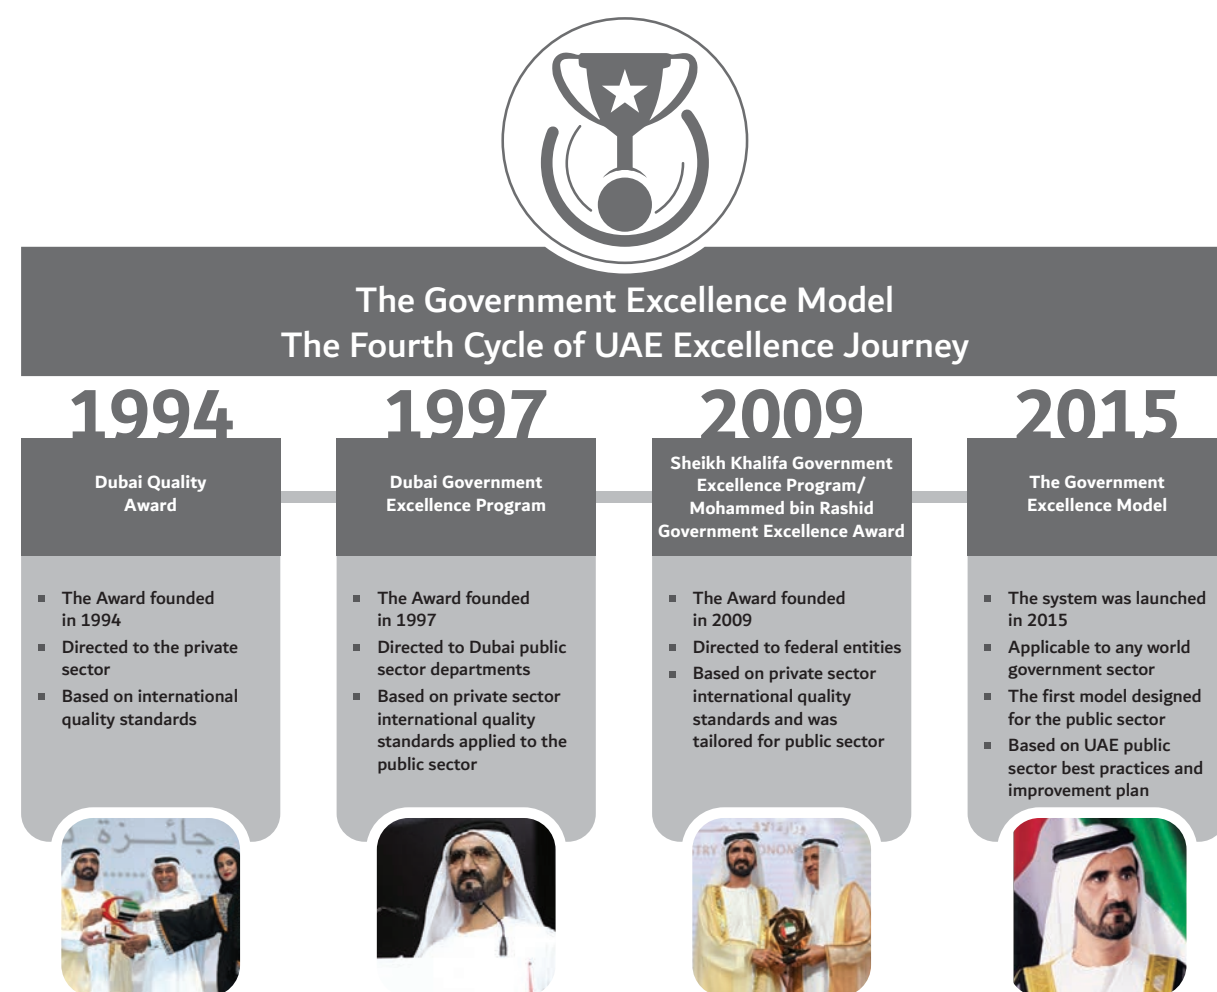 The Government Excellence Model
The Fourth Cycle of UAE Excellence Journey
1994
Dubai Quality
Award
▪ The Award founded
in 1994
▪ Directed to the private
sector
▪ Based on international
quality standards
جائزة
1997
Dubai Government
Excellence Program
▪ The Award founded
in 1997
▪ Directed to Dubai public
sector departments
▪ Based on private sector
international quality
standards applied to the
public sector
2009
Sheikh Khalifa Government
Excellence Program/
Mohammed bin Rashid
Government Excellence Award
▪ The Award founded
in 2009
▪ Directed to federal entities
▪ Based on private sector
international quality
standards and was
tailored for public sector
2015
The Government
Excellence Model
▪ The system was launched
in 2015
▪ Applicable to any world
government sector
▪ The first model designed
for the public sector
▪ Based on UAE public
sector best practices and
improvement plan